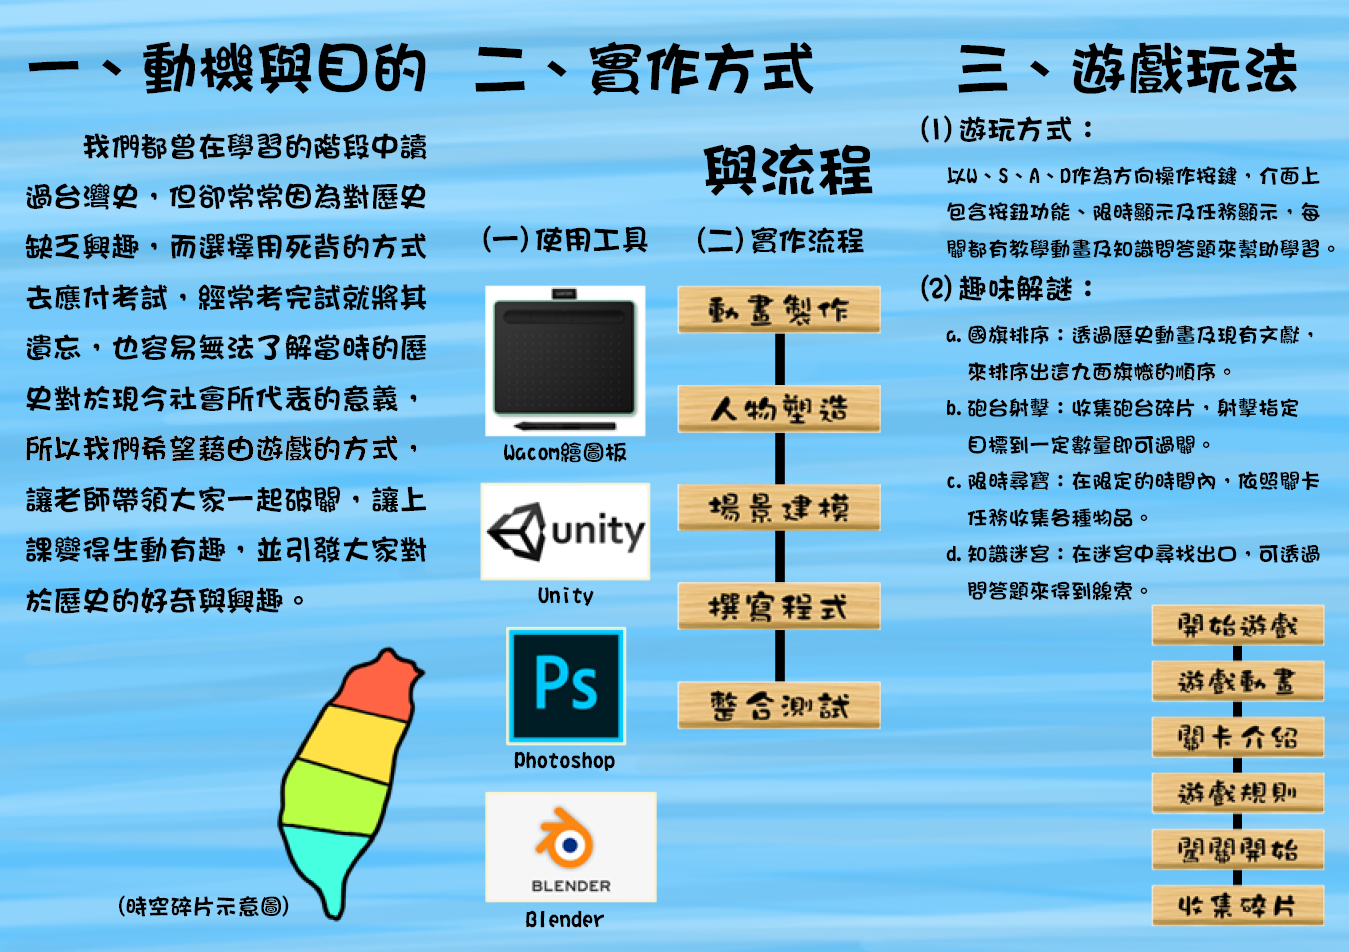 一、動機與目的
我們都曾在學習的階段中讀
過台灣史，但卻常常因為對歷史
缺乏興趣，而選擇用死背的方式
去應付考試，經常考完試就將其
遺忘，也容易無法了解當時的歷
史對於現今社會所代表的意義，
所以我們希望藉由遊戲的方式，
讓老師帶領大家一起破關，讓上
課變得生動有趣，並引發大家對
於歷史的好奇與興趣。
(時空碎片示意圖)
二、實作方式
與流程
(一)使用工具
Wacom繪圖板
unity
Unity
Ps
Photoshop
BLENDER
Blender
(二)實作流程
動畫製作
人物塑造
場景建模
撰寫程式
整合測試
三、遊戲玩法
(1)遊玩方式：
以W、S、A、D作為方向操作按鍵，介面上
包含按鈕功能、限時顯示及任務顯示，每
關都有教學動畫及知識問答題來幫助學習。
(2)趣味解謎：
a.國旗排序：透過歷史動畫及現有文獻，
來排序出這九面旗幟的順序。
b.砲台射擊：收集砲台碎片，射擊指定
目標到一定數量即可過關。
c.限時尋寶：在限定的時間內，依照關卡
任務收集各種物品。
d.知識迷宮：在迷宮中尋找出口，可透過
問答題來得到線索。
開始遊戲
遊戲動畫
關卡介紹
遊戲規則
闖關開始
收集碎片